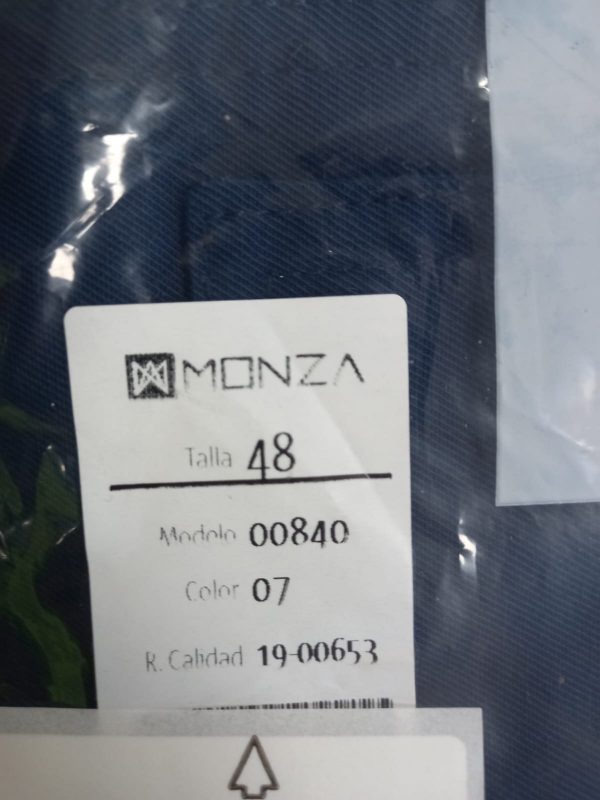 MONZA
Talla 48
Modelo 00840
Color 07
R. Calidad 19-00653